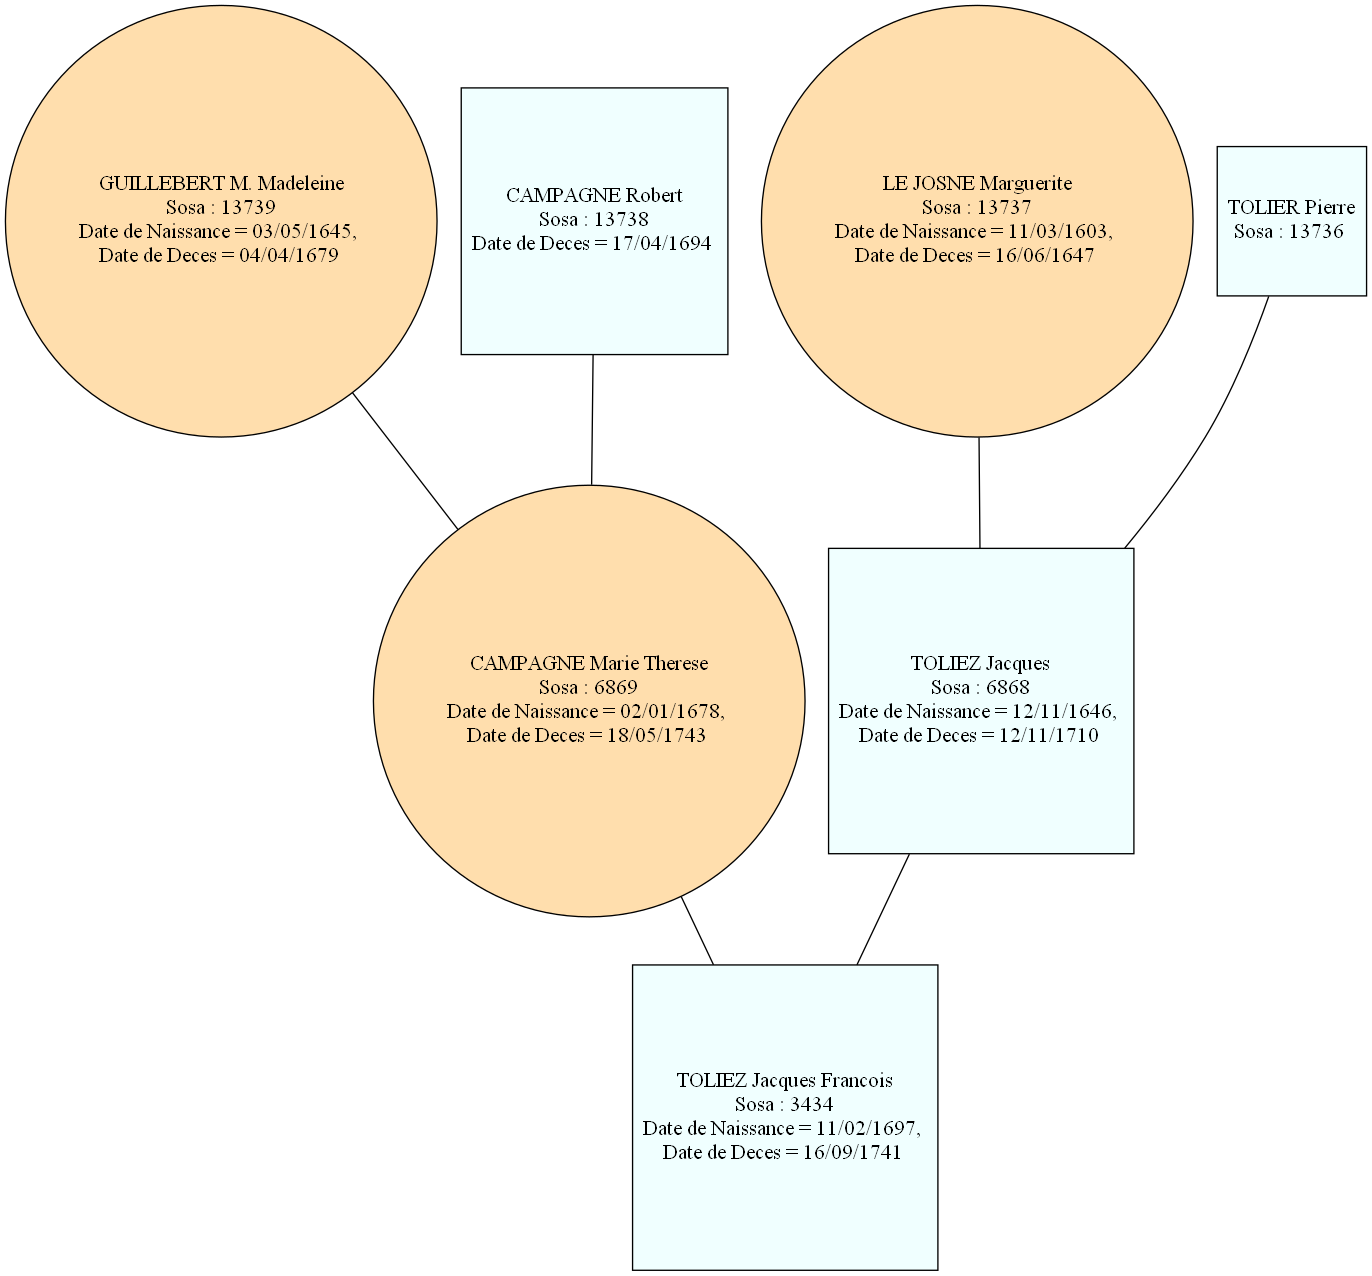 GUILLEBERT M. Madeleine
Sosa : 13739
Date de Naissance = 03/05/1645,
Date de Deces = 04/04/1679
CAMPAGNE Robert
Sosa : 13738
Date de Deces = 17/04/1694
LE JOSNE Marguerite
Sosa : 13737
Date de Naissance = 11/03/1603,
Date de Deces = 16/06/1647
TOLIER Pierre
Sosa : 13736
CAMPAGNE Marie Therese
Sosa : 6869
Date de Naissance = 02/01/1678,
Date de Deces = 18/05/1743
TOLIEZ Jacques
Sosa : 6868
Date de Naissance = 12/11/1646,
Date de Deces = 12/11/1710
TOLIEZ Jacques Francois
Sosa : 3434
Date de Naissance = 11/02/1697,
Date de Deces = 16/09/1741